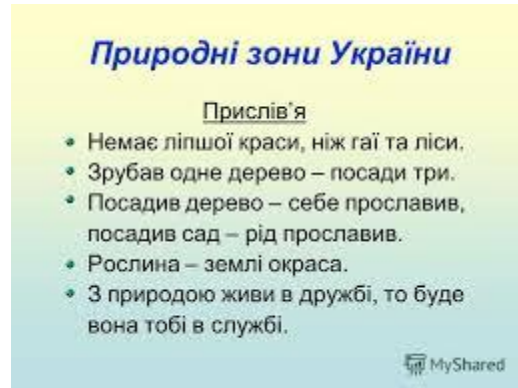 Природні зони України
Прислів'я
Немає ліпшої краси, ніж гаї та ліси.
Зрубав одне дерево – посади три.
Посадив дерево – себе прославив,
посадив сад – рід прославив.
Рослина – землі окраса.
З природою живи в дружбі, то буде
вона тобі в службі.
MyShared